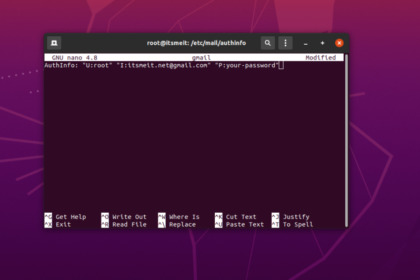 root@itsmeit: /etc/mail/authinfo
GNU nano 4.8 gmail Modified
AuthInfo: "U:root" "I:itsmeit.net@gmail.com" "P:your-password"
^G Get Help ^O Write Out ^W Where Is ^K Cut Text ^J Justify
^X Exit ^R Read File ^\ Replace ^U Paste Text ^T To Spell